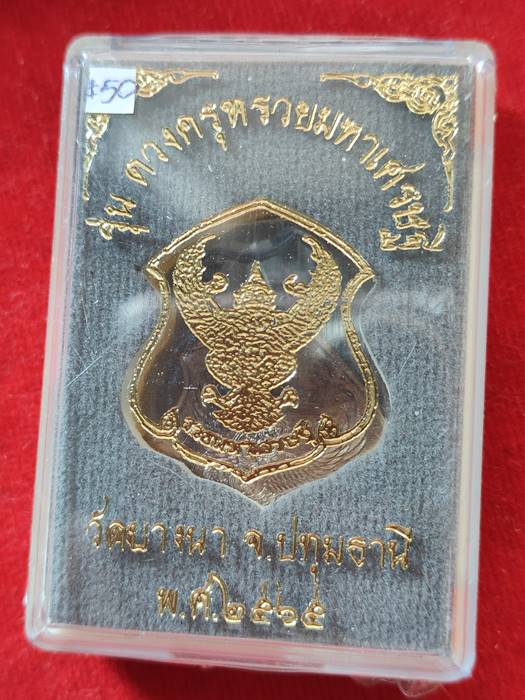 $50
รุ่น ดวงครุฑรวยมหาเศรษฐี
วัดบางนา จ.ปทุมธานี
พ.ศ.๒๕๖๕